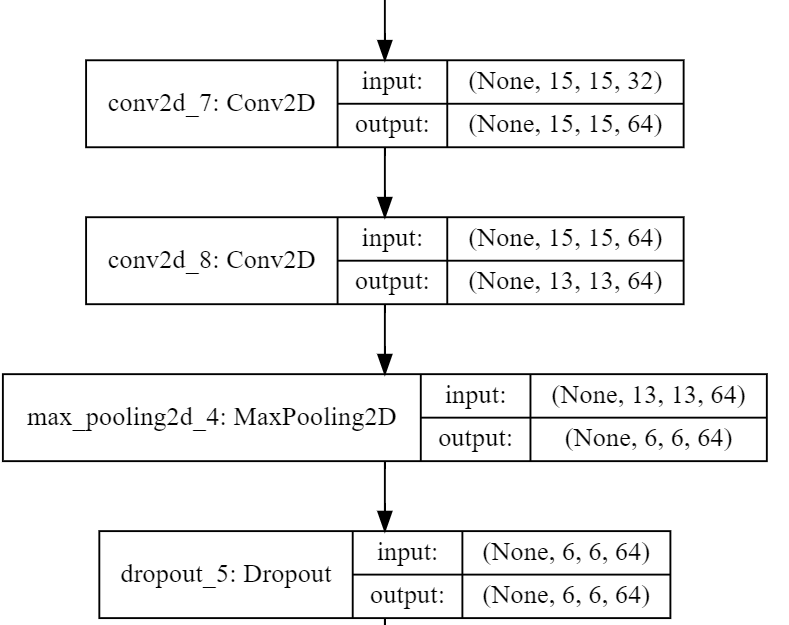 conv2d_7: Conv2D
input:
(None, 15, 15, 32)
output:
(None, 15, 15, 64)
conv2d_8: Conv2D
input:
(None, 15, 15, 64)
output:
(None, 13, 13, 64)
max_pooling2d_4: MaxPooling2D
input:
(None, 13, 13, 64)
output:
(None, 6, 6, 64)
dropout_5: Dropout
input:
(None, 6, 6, 64)
output:
(None, 6, 6, 64)